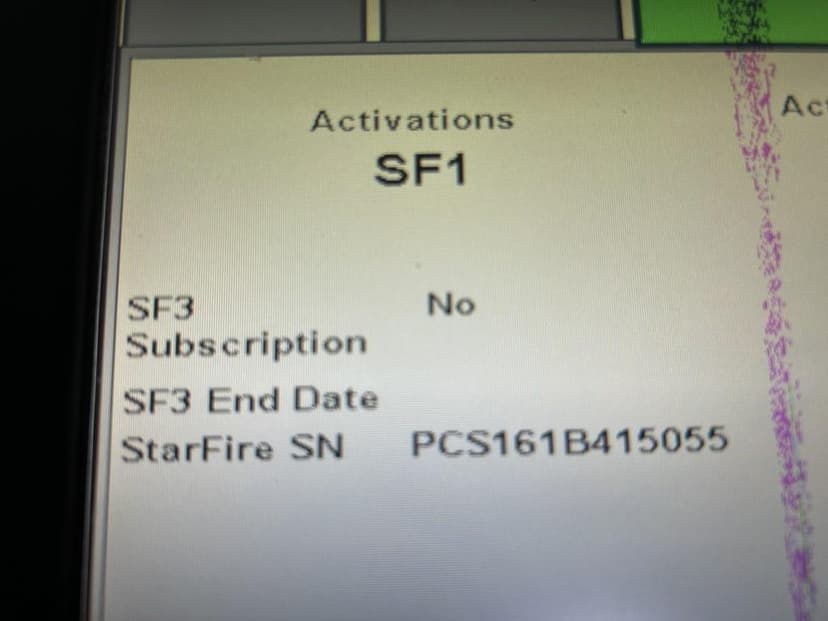 Activations
SF1
SF3 No
Subscription
SF3 End Date
StarFire SN PCS161B415055